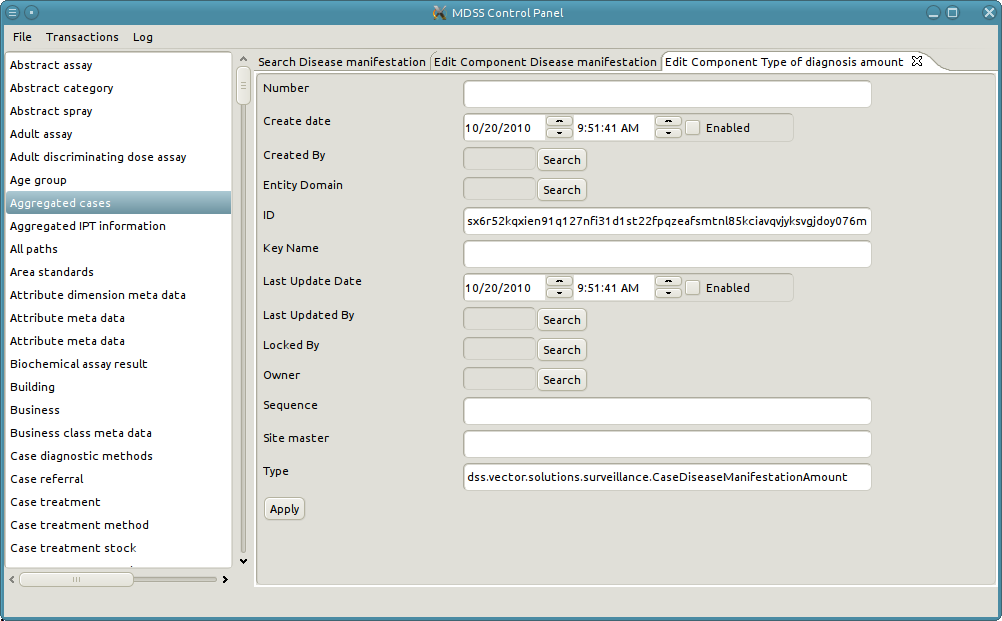 MDSS Control Panel
File Transactions Log
Abstract assay
Abstract category
Abstract spray
Adult assay
Adult discriminating dose assay
Age group
Aggregated cases
Aggregated IPT information
All paths
Area standards
Attribute dimension meta data
Attribute meta data
Attribute meta data
Biochemical assay result
Building
Business
Business class meta data
Case diagnostic methods
Case referral
Case treatment
Case treatment method
Case treatment stock
Search Disease manifestation Edit Component Disease manifestation Edit Component Type of diagnosis amount
Number
Create date 10/20/2010 9:51:41 AM Enabled
Created By Search
Entity Domain Search
ID sx6r52kqxien91q127nfi31d1st22fpqzeafsmtnl85kciavqvjyksvgjdoy076m
Key Name
Last Update Date 10/20/2010 9:51:41 AM Enabled
Last Updated By Search
Locked By Search
Owner Search
Sequence
Site master
Type dss.vector.solutions.surveillance.CaseDiseaseManifestationAmount
Apply